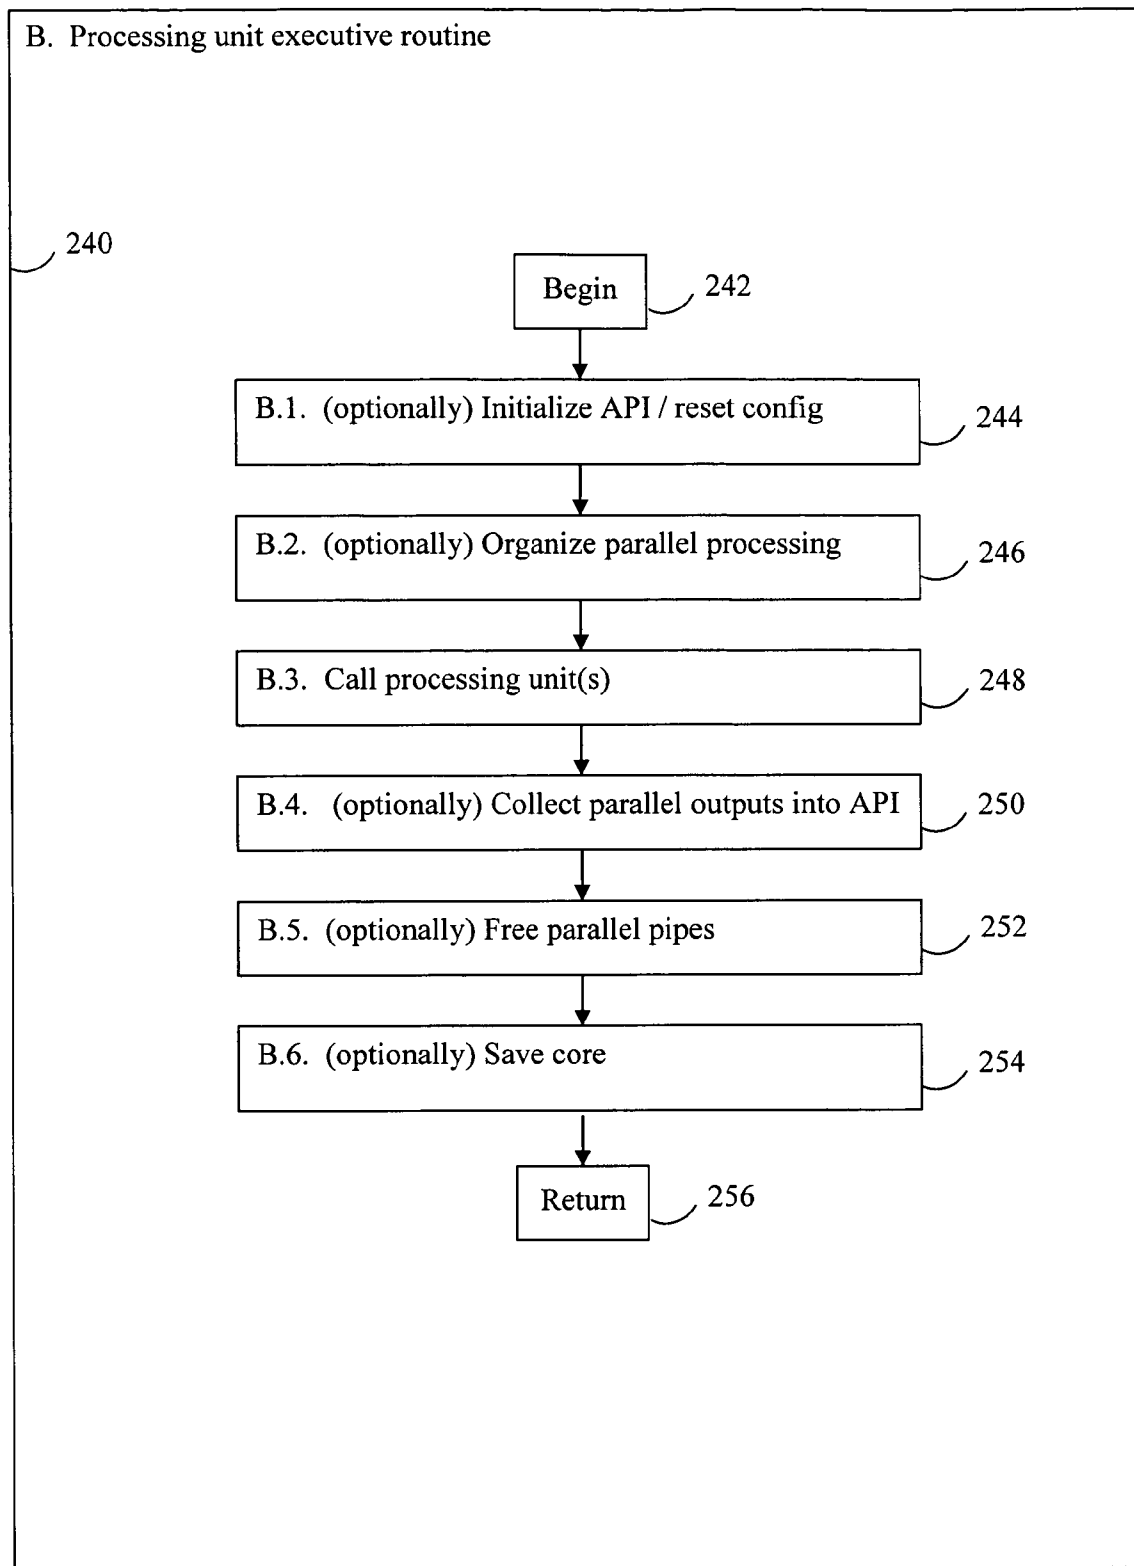 B. Processing unit executive routine
240
Begin
242
B.1. (optionally) Initialize API / reset config
244
B.2. (optionally) Organize parallel processing
246
B.3. Call processing unit(s)
248
B.4. (optionally) Collect parallel outputs into API
250
B.5. (optionally) Free parallel pipes
252
B.6. (optionally) Save core
254
Return
256